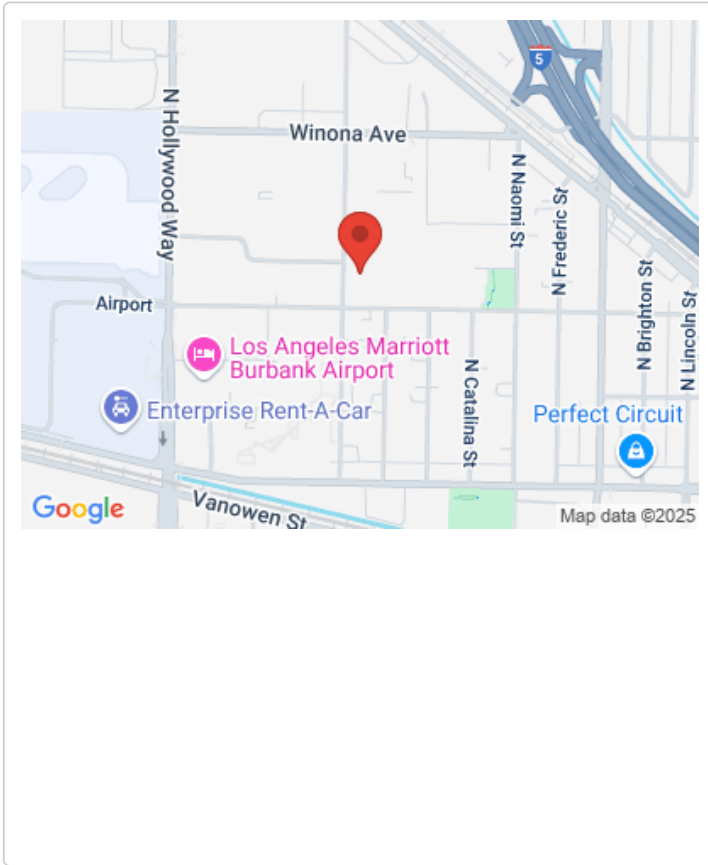 5
N Hollywood Way
Winona Ave
N Naomi St
N Frederic St
Airport
N Brighton St
N Lincoln St
Los Angeles Marriott
Burbank Airport
N Catalina St
Enterprise Rent-A-Car
Perfect Circuit
Vanowen St
Google
Map data ©2025